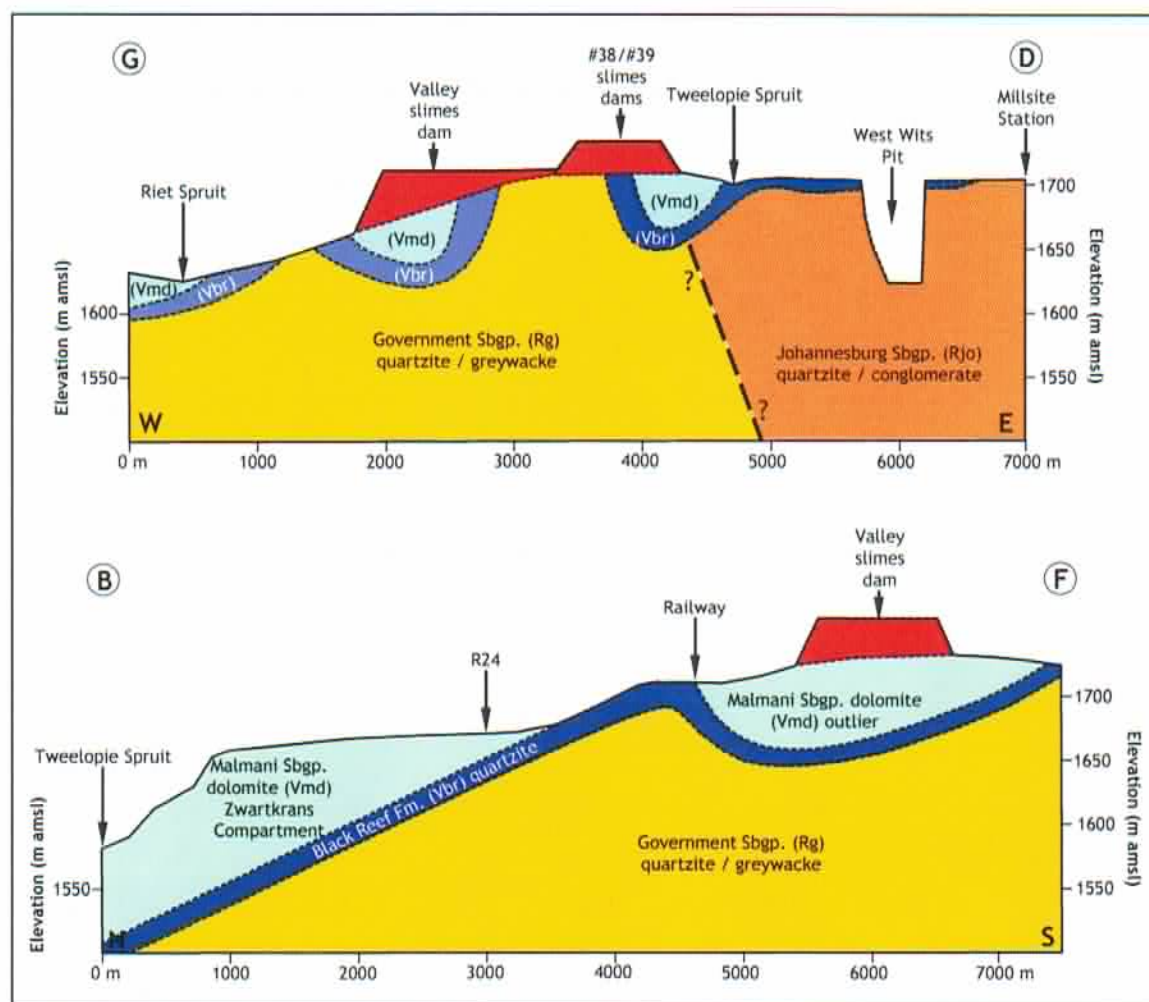 G
D
#38/#39
slimes
dams
Valley
slimes
dam
Tweelopie Spruit
Millsite
Station
West Wits
Pit
Riet Spruit
(Vmd)
(Vbr)
(Vmd)
(Vbr)
(Vmd)
(Vbr)
Government Sbgp. (Rg)
quartzite / greywacke
Johannesburg Sbgp. (Rjo)
quartzite / conglomerate
?
?
W
E
Elevation (m amsl)
1600
1550
1700
1650
1600
1550
Elevation (m amsl)
0 m 1000 2000 3000 4000 5000 6000 7000 m
B
F
Valley
slimes
dam
Railway
R24
Tweelopie Spruit
Malmani Sbgp.
dolomite (Vmd)
Zwartkrans
Compartment
Black Reef Fm. (Vbr) quartzite
Malmani Sbgp. dolomite
(Vmd) outlier
Government Sbgp. (Rg)
quartzite / greywacke
N
S
Elevation (m amsl)
1550
1700
1650
1600
1550
Elevation (m amsl)
0 m 1000 2000 3000 4000 5000 6000 7000 m